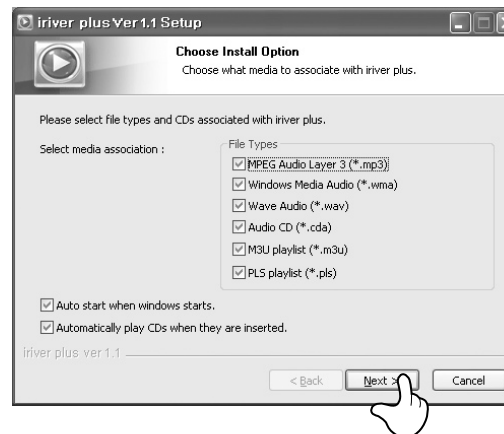 iriver plus Ver 1.1 Setup
Choose Install Option
Choose what media to associate with iriver plus.
Please select file types and CDs associated with iriver plus.
Select media association :
File Types
MPEG Audio Layer 3 (*.mp3)
Windows Media Audio (*.wma)
Wave Audio (*.wav)
Audio CD (*.cda)
M3U playlist (*.m3u)
PLS playlist (*.pls)
Auto start when windows starts.
Automatically play CDs when they are inserted.
iriver plus ver 1.1
< Back
Next >
Cancel